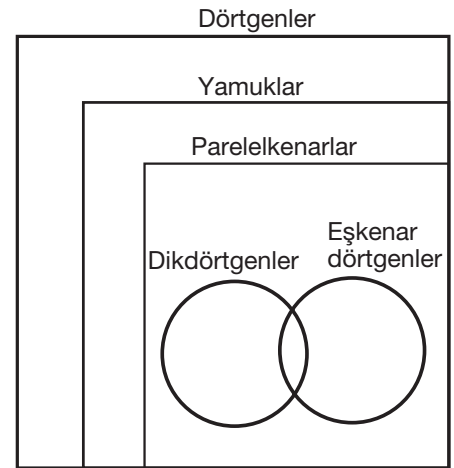 Dörtgenler
Yamuklar
Parelelkenarlar
Dikdörtgenler
Eşkenar
dörtgenler